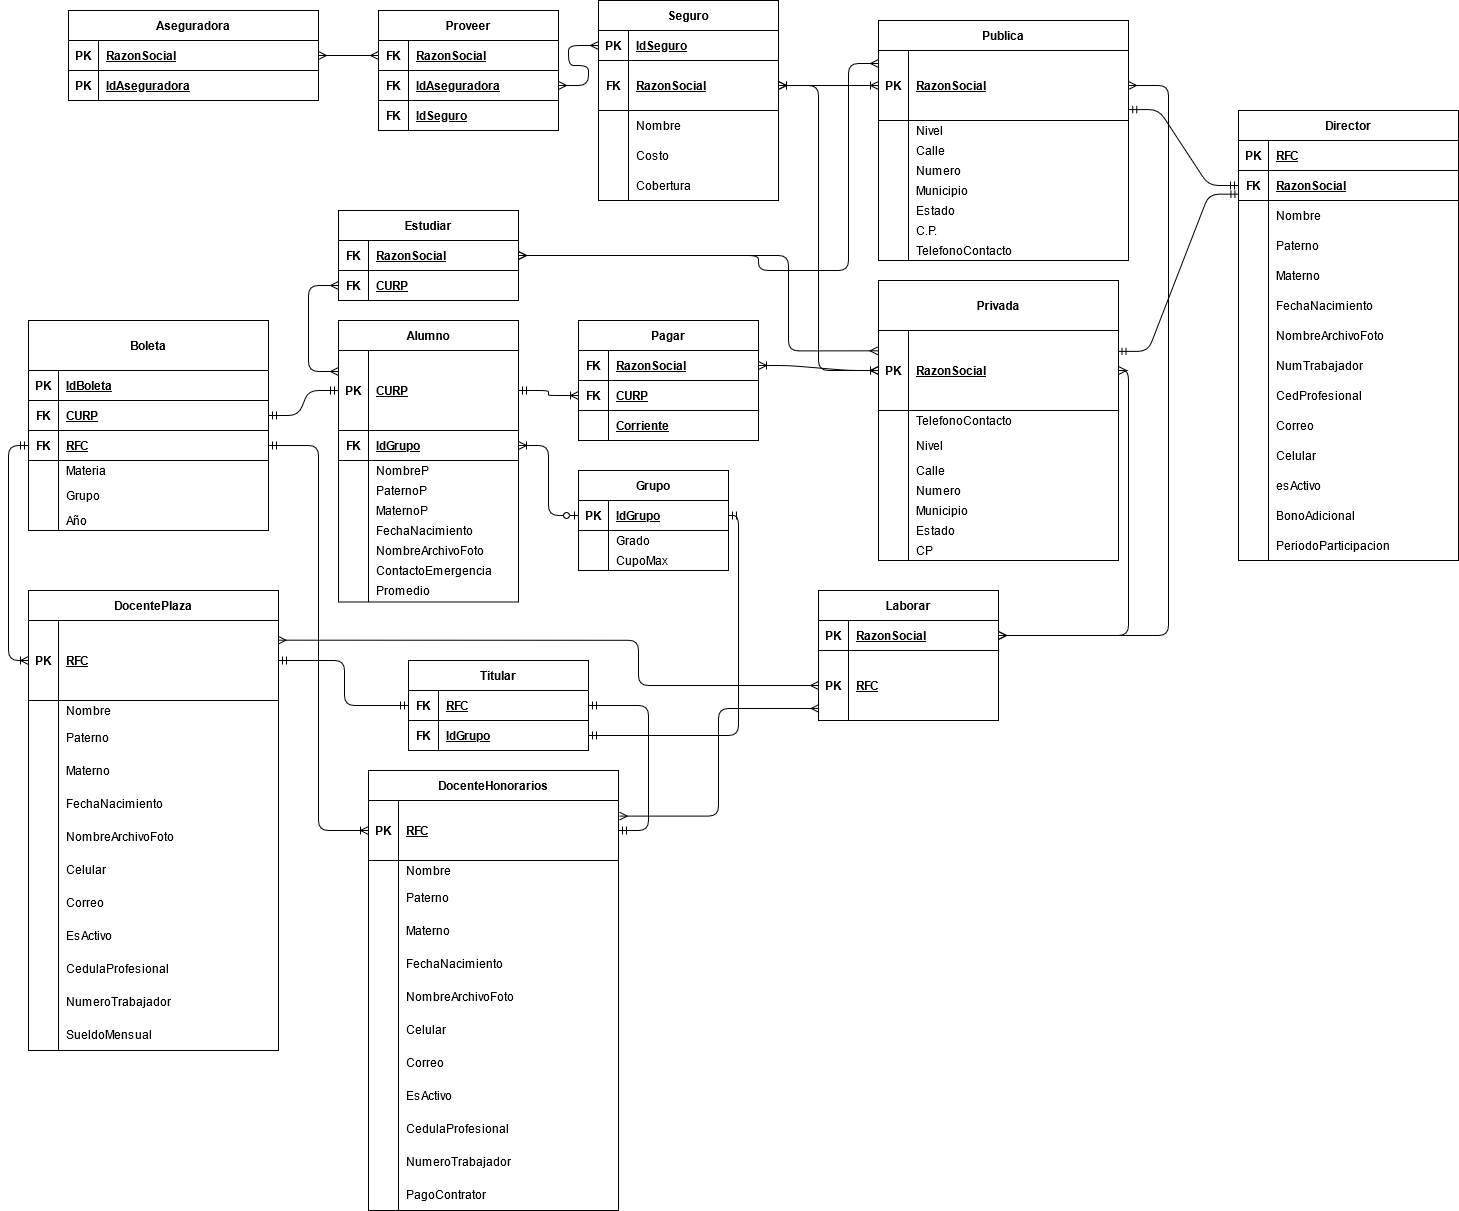 Aseguradora
PK RazonSocial
PK IdAseguradora
Proveer
FK RazonSocial
FK IdAseguradora
FK IdSeguro
Seguro
PK IdSeguro
FK RazonSocial
Nombre
Costo
Cobertura
Publica
PK RazonSocial
Nivel
Calle
Numero
Municipio
Estado
C.P.
TelefonoContacto
Director
PK RFC
FK RazonSocial
Nombre
Paterno
Materno
FechaNacimiento
NombreArchivoFoto
NumTrabajador
CedProfesional
Correo
Celular
esActivo
BonoAdicional
PeriodoParticipacion
Estudiar
FK RazonSocial
FK CURP
Boleta
PK IdBoleta
FK CURP
FK RFC
Materia
Grupo
Año
Alumno
PK CURP
FK IdGrupo
NombreP
PaternoP
MaternoP
FechaNacimiento
NombreArchivoFoto
ContactoEmergencia
Promedio
Pagar
FK RazonSocial
FK CURP
Corriente
Privada
PK RazonSocial
TelefonoContacto
Nivel
Calle
Numero
Municipio
Estado
CP
Grupo
PK IdGrupo
Grado
CupoMax
DocentePlaza
PK RFC
Nombre
Paterno
Materno
FechaNacimiento
NombreArchivoFoto
Celular
Correo
EsActivo
CedulaProfesional
NumeroTrabajador
SueldoMensual
Titular
FK RFC
FK IdGrupo
Laborar
PK RazonSocial
PK RFC
DocenteHonorarios
PK RFC
Nombre
Paterno
Materno
FechaNacimiento
NombreArchivoFoto
Celular
Correo
EsActivo
CedulaProfesional
NumeroTrabajador
PagoContrator